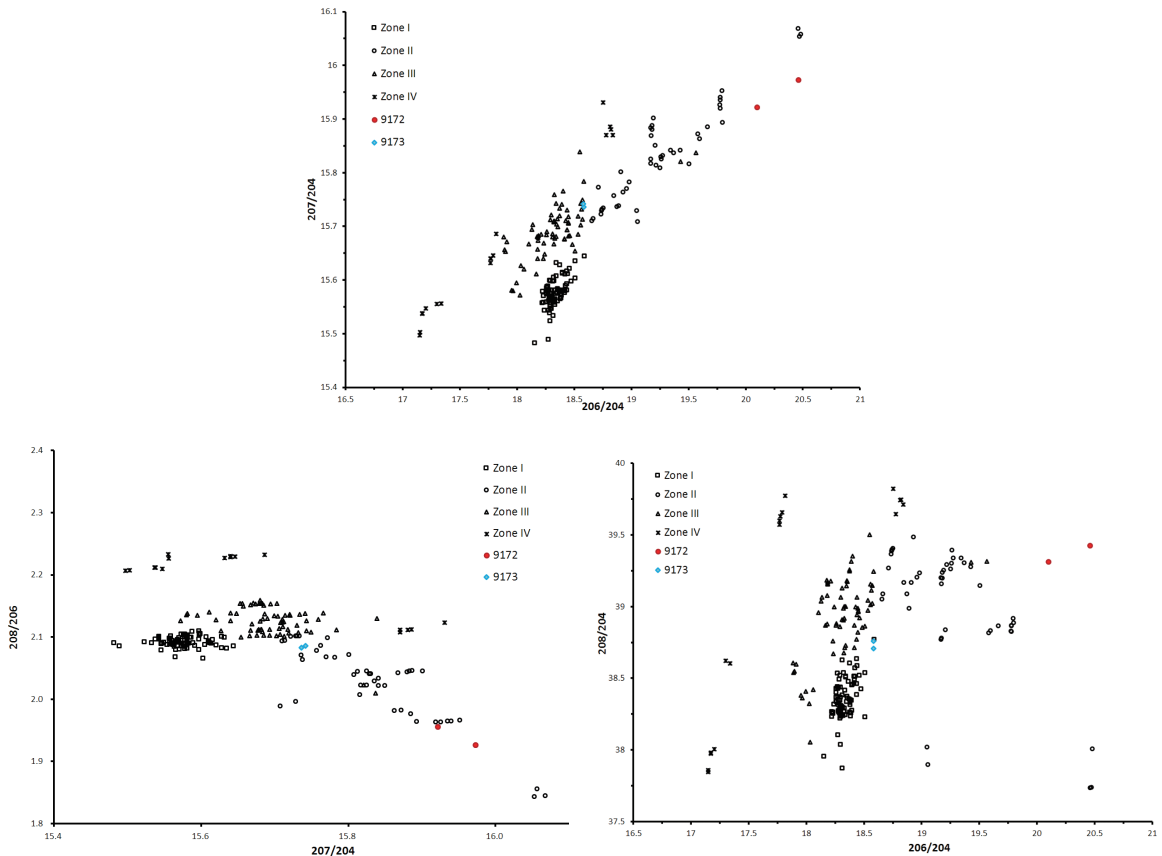 16.1
16
15.9
15.8
15.7
15.6
15.5
15.4
207/204
Zone I
Zone II
Zone III
Zone IV
9172
9173
16.5 17 17.5 18 18.5 19 19.5 20 20.5 21
206/204
2.4
2.3
2.2
2.1
2.0
1.9
1.8
208/206
Zone I
Zone II
Zone III
Zone IV
9172
9173
15.4 15.6 15.8 16.0
207/204
40
39.5
39
38.5
38
37.5
208/204
Zone I
Zone II
Zone III
Zone IV
9172
9173
16.5 17 17.5 18 18.5 19 19.5 20 20.5 21
206/204